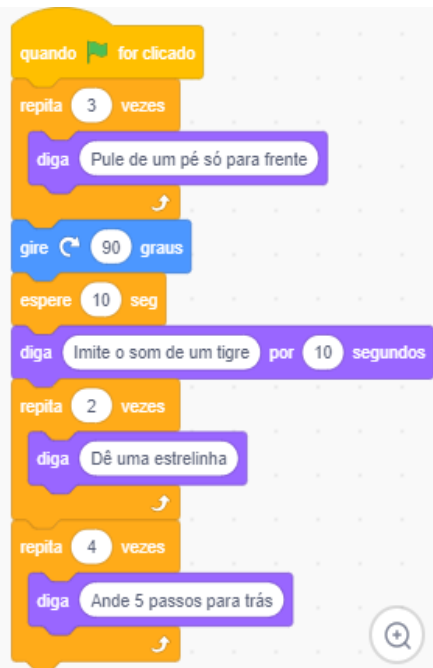 quando for clicado
repita 3 vezes
diga Pule de um pé só para frente
gire 90 graus
espere 10 seg
diga Imite o som de um tigre por 10 segundos
repita 2 vezes
diga Dê uma estrelinha
repita 4 vezes
diga Ande 5 passos para trás